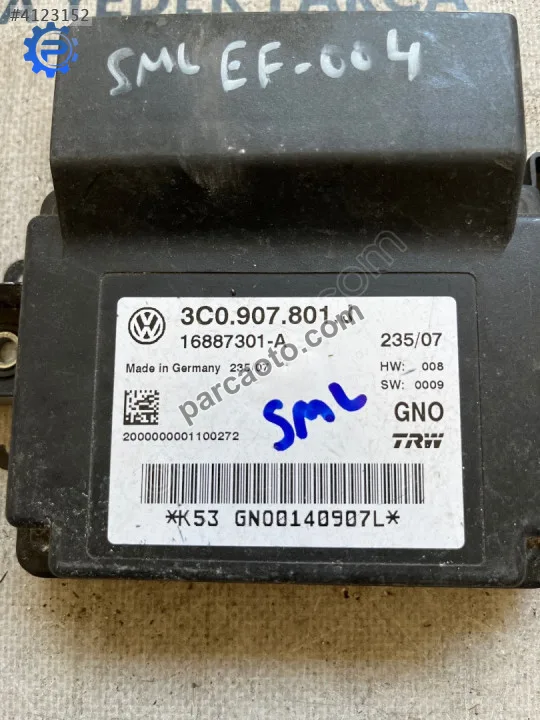 #4123152
SML EF-004
3C0.907.801 J
16887301-A
235/07
Made in Germany 235/07
HW: 008
SW: 0009
GNO
2000000001100272
SML
TRW
*K53 GNO0140907L*
parcaoto.com